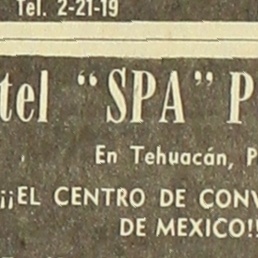 Tel. 2-21-19
tel "SPA" P
En Tehuacán, P
¡¡EL CENTRO DE CONV
DE MEXICO!!